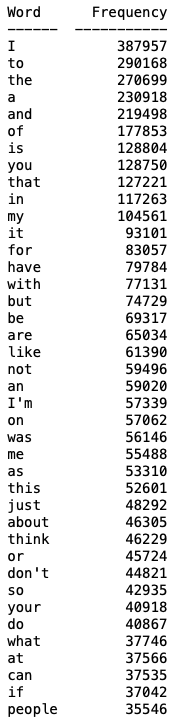 Word Frequency
------ -----------
I 387957
to 290168
the 270699
a 230918
and 219498
of 177853
is 128804
you 128750
that 127221
in 117263
my 104561
it 93101
for 83057
have 79784
with 77131
but 74729
be 69317
are 65034
like 61390
not 59496
an 59020
I'm 57339
on 57062
was 56146
me 55488
as 53310
this 52601
just 48292
about 46305
think 46229
or 45724
don't 44821
so 42935
your 40918
do 40867
what 37746
at 37566
can 37535
if 37042
people 35546